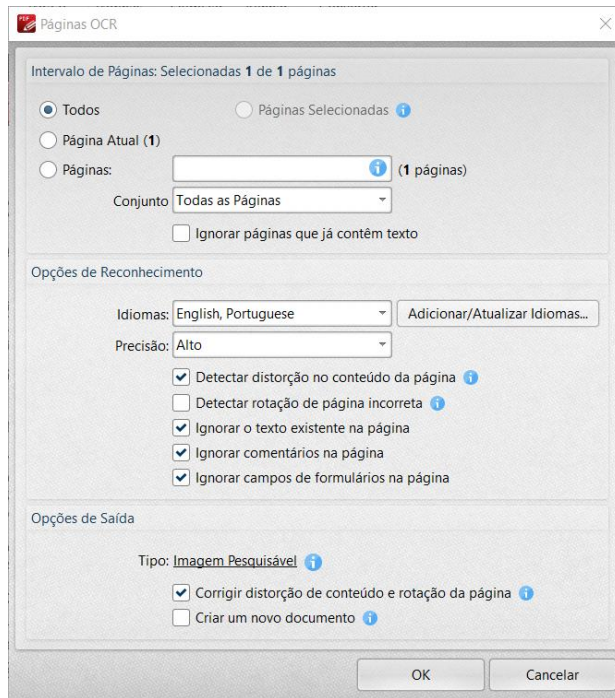 Páginas OCR
Intervalo de Páginas: Selecionadas 1 de 1 páginas
Todos Páginas Selecionadas
Página Atual (1)
Páginas: (1 páginas)
Conjunto Todas as Páginas
Ignorar páginas que já contêm texto
Opções de Reconhecimento
Idiomas: English, Portuguese Adicionar/Atualizar Idiomas...
Precisão: Alto
Detectar distorção no conteúdo da página
Detectar rotação de página incorreta
Ignorar o texto existente na página
Ignorar comentários na página
Ignorar campos de formulários na página
Opções de Saída
Tipo: Imagem Pesquisável
Corrigir distorção de conteúdo e rotação da página
Criar um novo documento
OK Cancelar